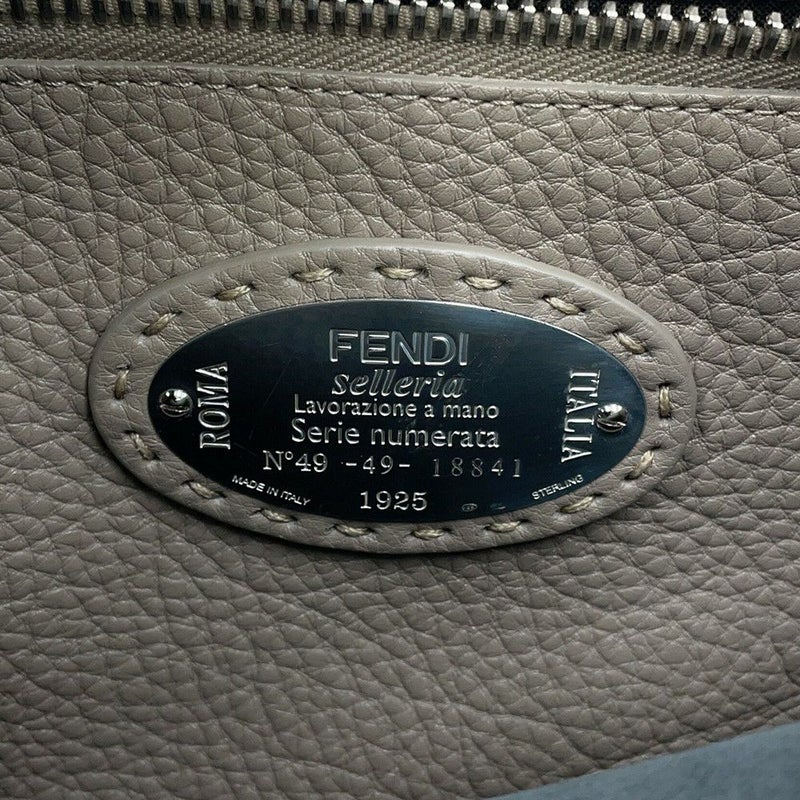 FENDI
selleria
Lavorazione a mano
Serie numerata
N°49 -49- 18841
1925
ROMA
ITALIA
MADE IN ITALY
STERLING